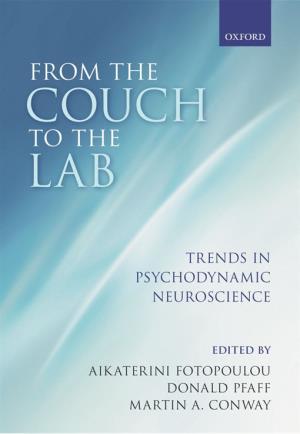 OXFORD
FROM THE
COUCH
TO THE
LAB
TRENDS IN
PSYCHODYNAMIC
NEUROSCIENCE
EDITED BY
AIKATERINI FOTOPOULOU
DONALD PFAFF
MARTIN A. CONWAY